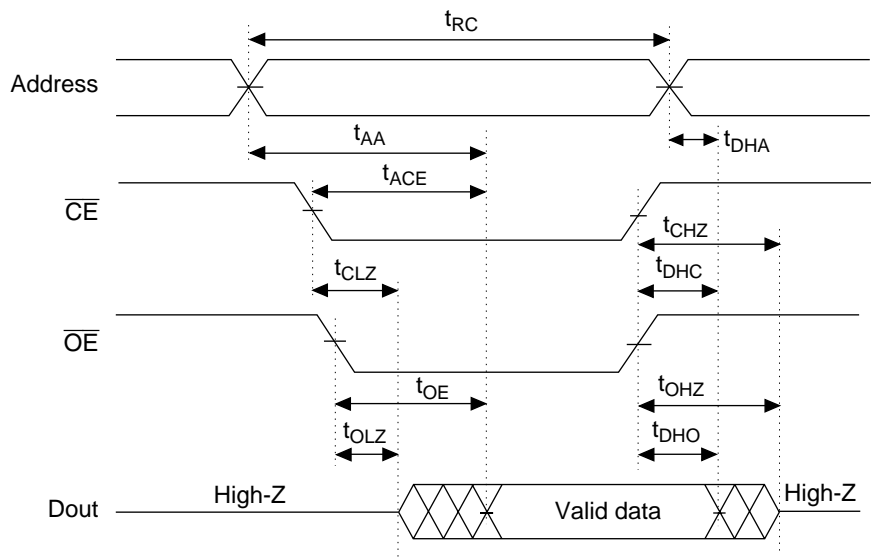 tRC
Address
tAA
tDHA
tACE
CE
tCHZ
tCLZ
tDHC
OE
tOE
tOHZ
tOLZ
tDHO
High-Z
Valid data
High-Z
Dout